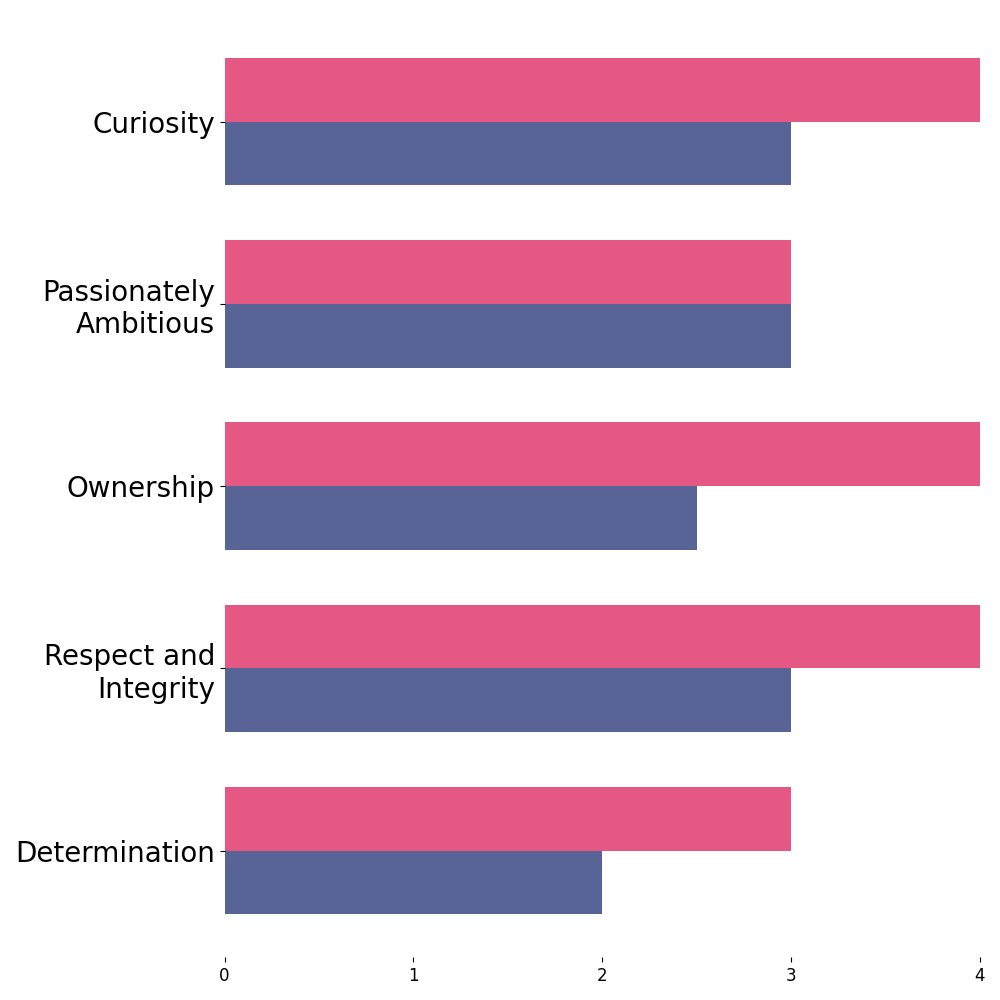 Curiosity
Passionately
Ambitious
Ownership
Respect and
Integrity
Determination
0 1 2 3 4